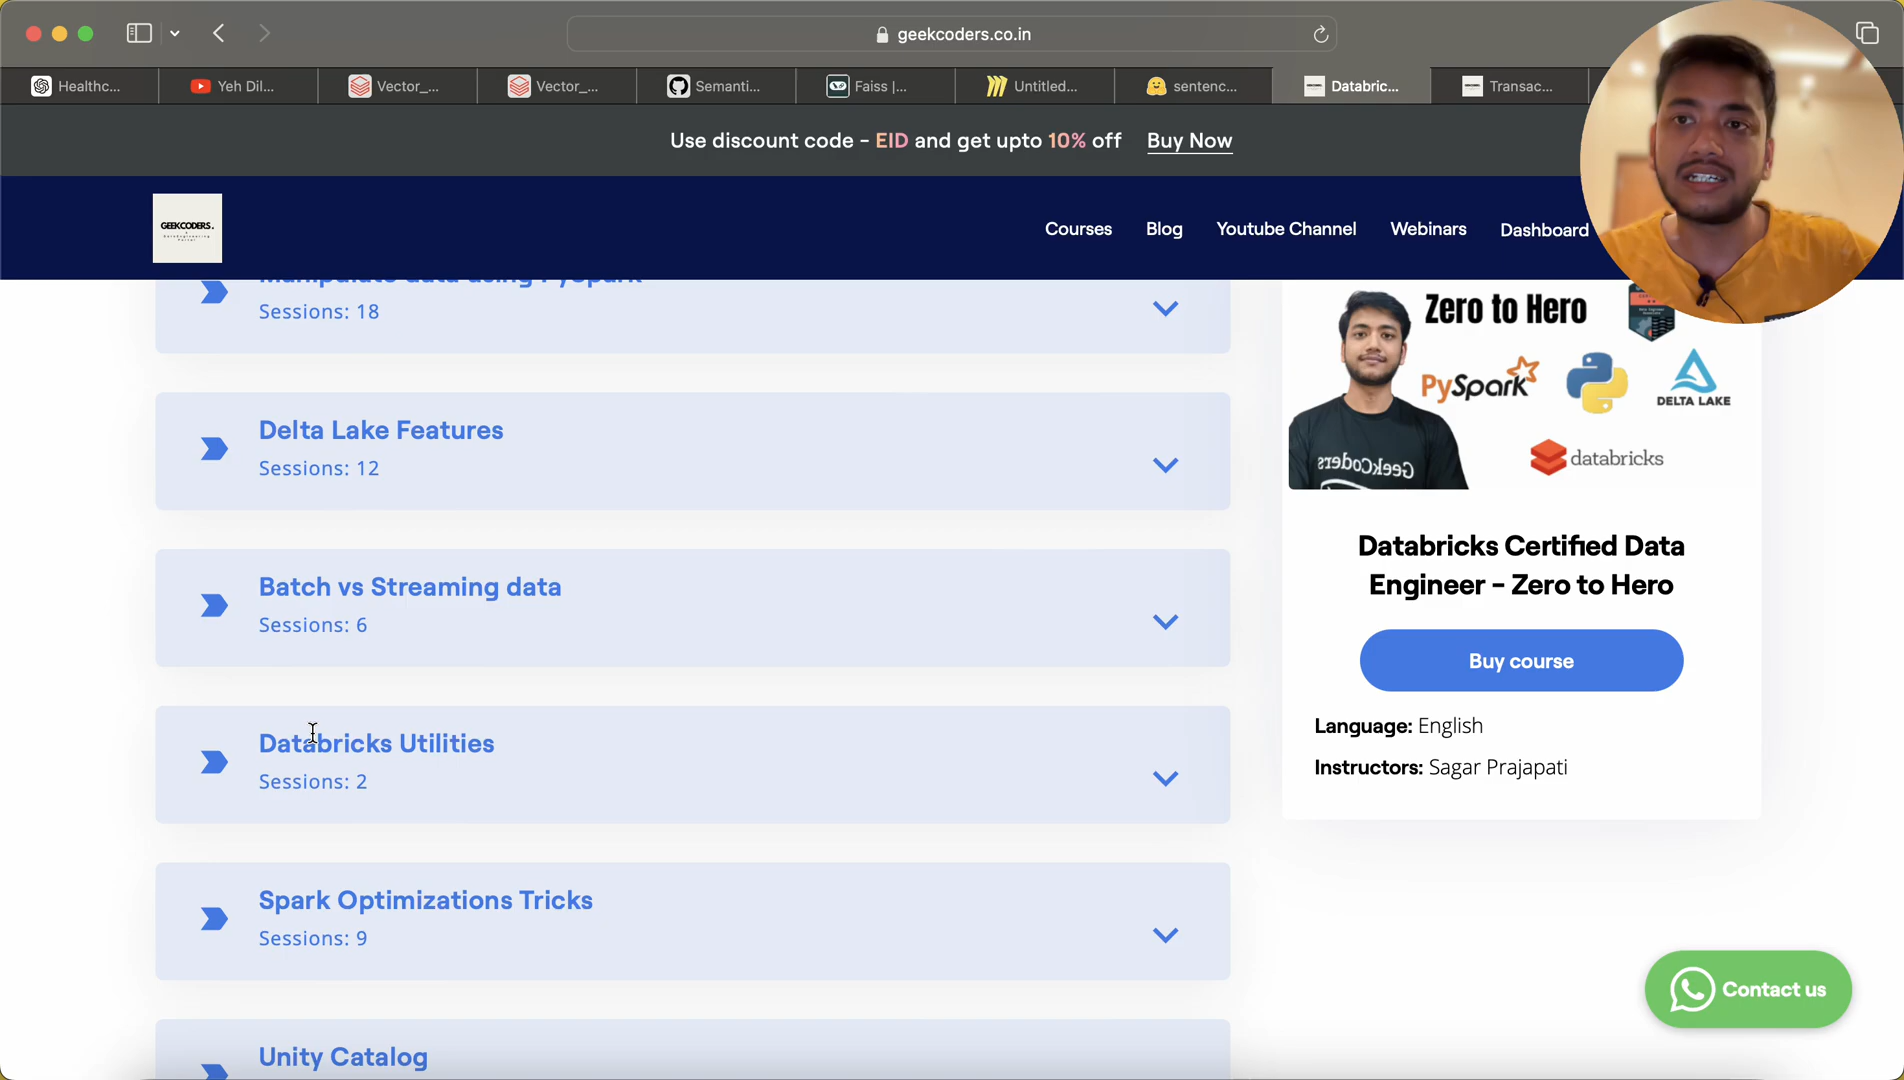 geekcoders.co.in
Healthc...
Yeh Dil...
Vector_...
Vector_...
Semanti...
Faiss |...
Untitled...
sentenc...
Databric...
Transac...
Use discount code - EID and get upto 10% off Buy Now
GEEKCODERS.
Courses
Blog
Youtube Channel
Webinars
Dashboard
Manipulate data using PySpark
Sessions: 18
Delta Lake Features
Sessions: 12
Batch vs Streaming data
Sessions: 6
Databricks Utilities
Sessions: 2
Spark Optimizations Tricks
Sessions: 9
Unity Catalog
Zero to Hero
PySpark
DELTA LAKE
databricks
GeekCoders
Databricks Certified Data
Engineer - Zero to Hero
Buy course
Language: English
Instructors: Sagar Prajapati
Contact us